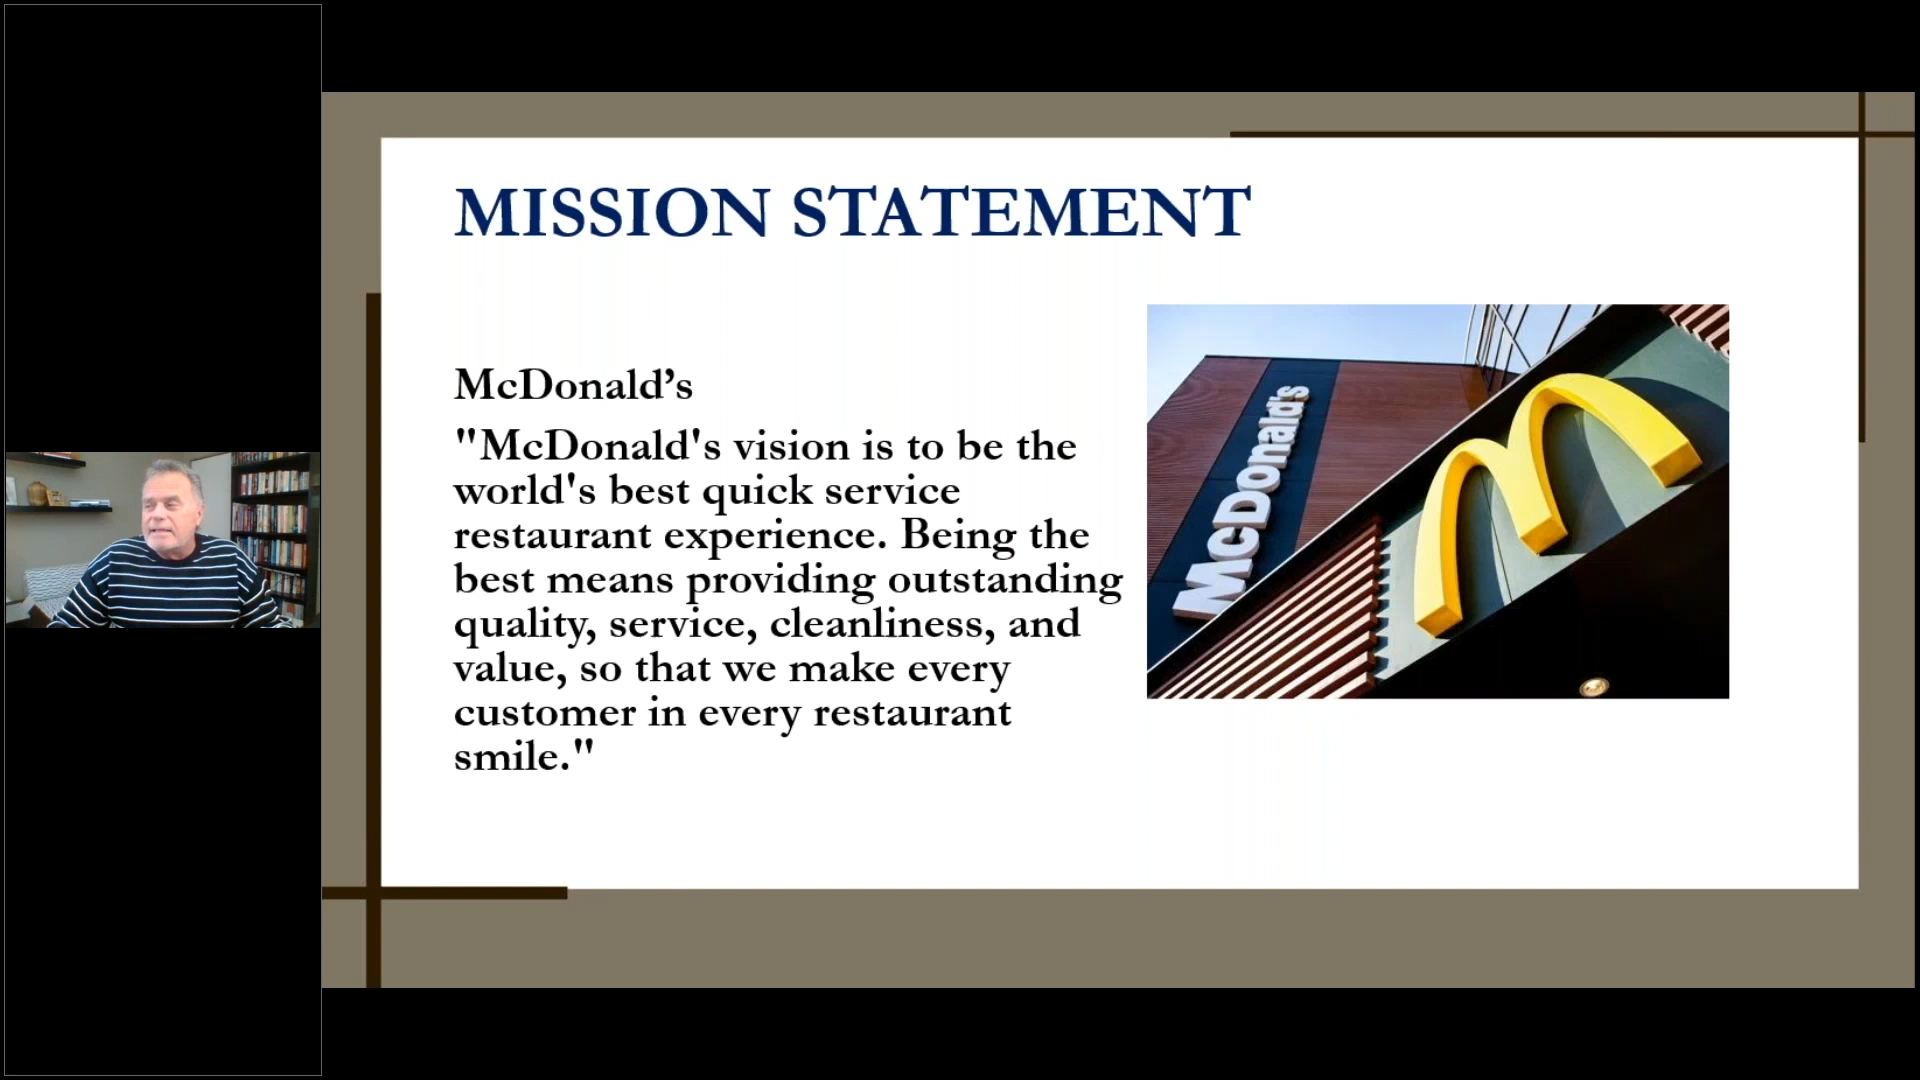 MISSION STATEMENT
McDonald’s
"McDonald's vision is to be the
world's best quick service
restaurant experience. Being the
best means providing outstanding
quality, service, cleanliness, and
value, so that we make every
customer in every restaurant
smile."
McDonald's